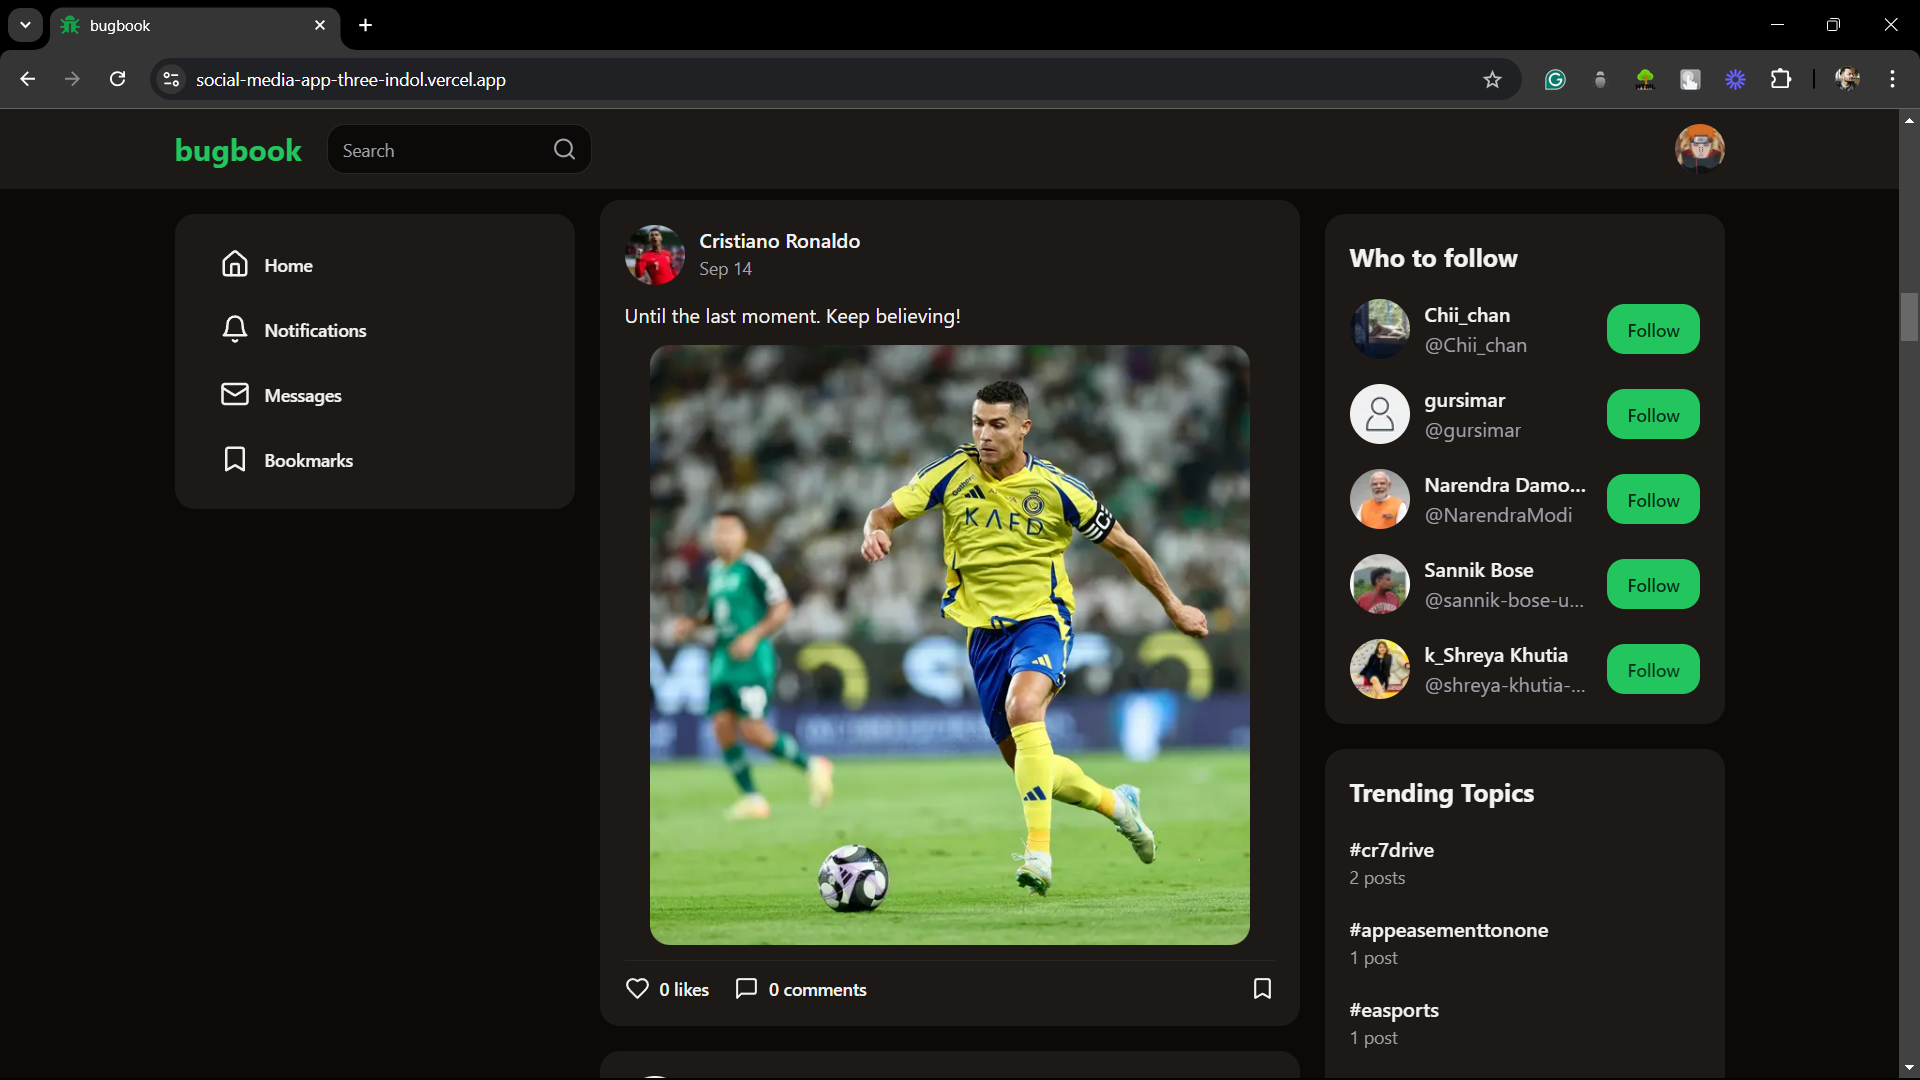 bugbook
social-media-app-three-indol.vercel.app
bugbook
Search
Home
Notifications
Messages
Bookmarks
Cristiano Ronaldo
Sep 14
Until the last moment. Keep believing!
KAFD
0 likes
0 comments
Who to follow
Chii_chan
@Chii_chan
Follow
gursimar
@gursimar
Follow
Narendra Damo...
@NarendraModi
Follow
Sannik Bose
@sannik-bose-u...
Follow
k_Shreya Khutia
@shreya-khutia-...
Follow
Trending Topics
#cr7drive
2 posts
#appeasementtonone
1 post
#easports
1 post